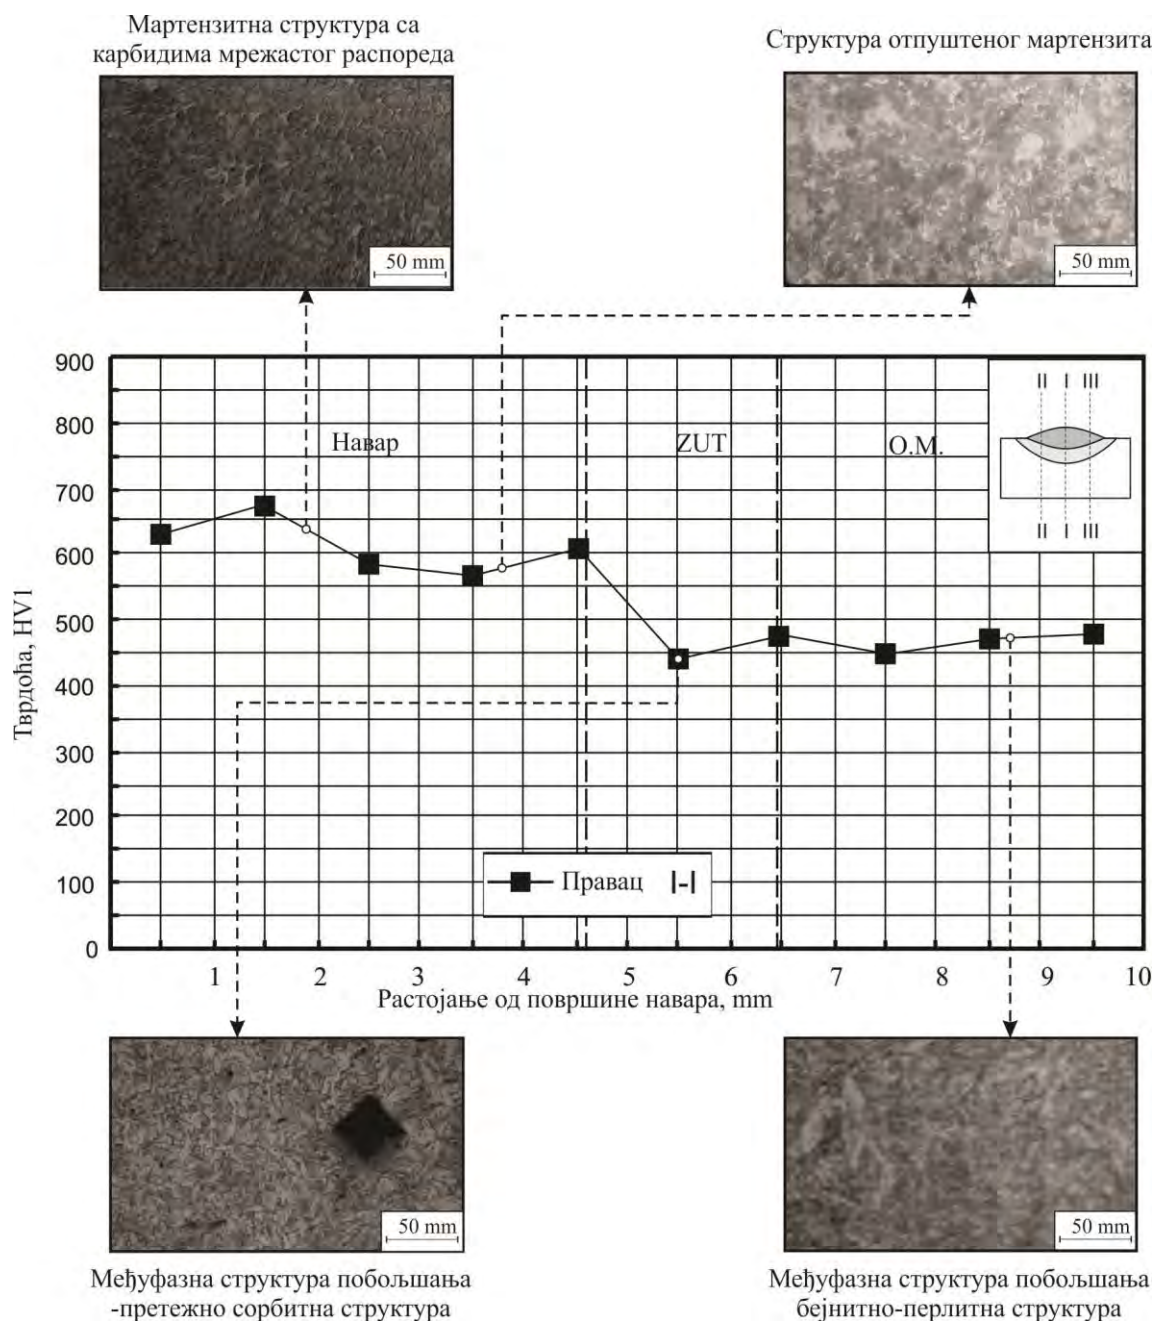 Мартензитна структура са
карбидима мрежастог распореда
Структура отпуштеног мартензита
50 mm
50 mm
900
800
700
600
500
400
300
200
100
0
Тврдоћа, HV1
Навар
ZUT
О.М.
II I III
II I III
Правац I-I
1 2 3 4 5 6 7 8 9 10
Растојање од површине навара, mm
50 mm
50 mm
Међуфазна структура побољшања
-претежно сорбитна структура
Међуфазна структура побољшања
бејнитно-перлитна структура